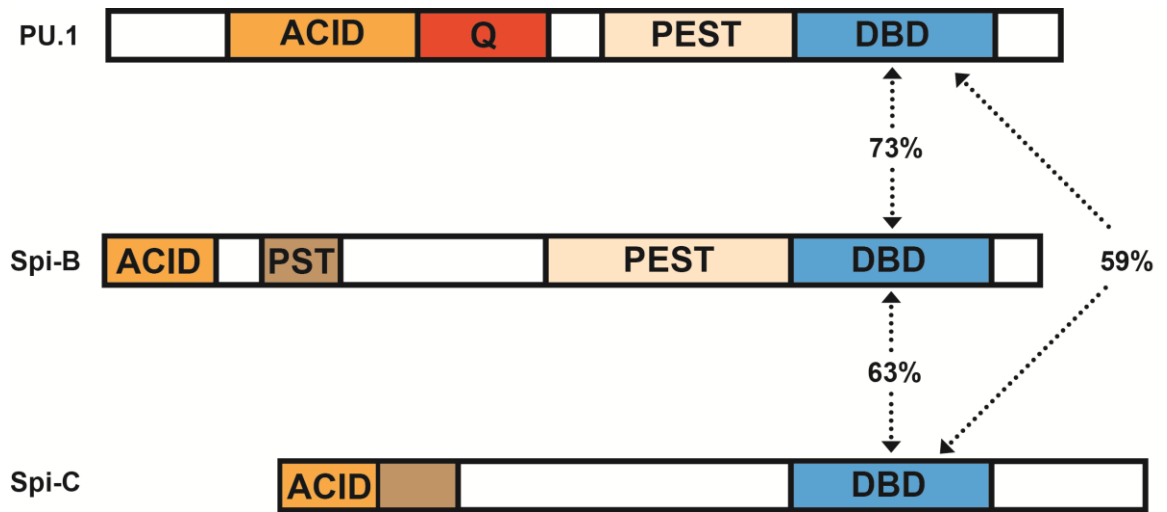 PU.1 ACID Q PEST DBD
73%
Spi-B ACID PST PEST DBD 59%
63%
Spi-C ACID DBD